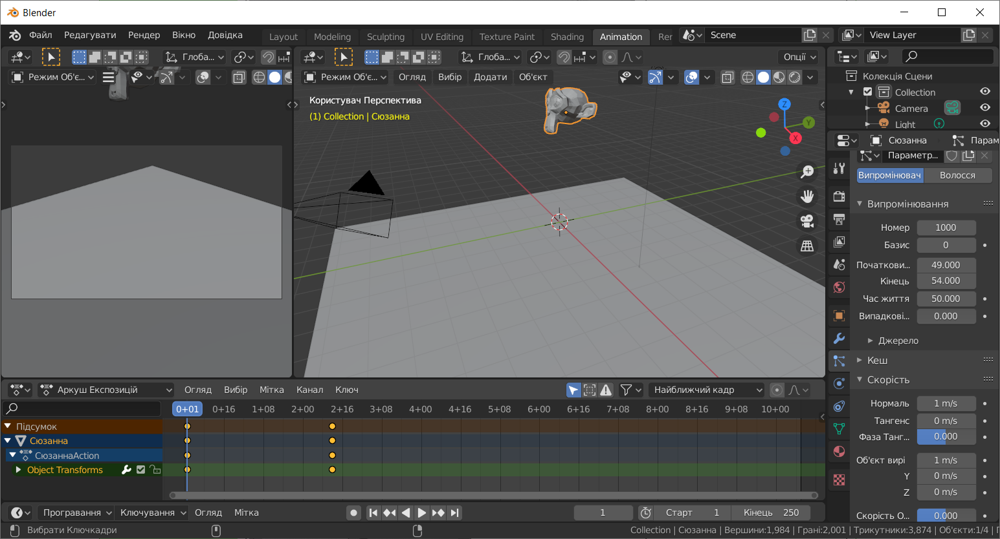 Blender
Файл Редагувати Рендер Вікно Довідка Layout Modeling Sculpting UV Editing Texture Paint Shading Animation Re Scene View Layer
Глоба... Глоба... Опції
Режим Об'є... Режим Об'є... Огляд Вибір Додати Об'єкт
Колекція Сцени
Collection
Camera
Light
Користувач Перспектива
(1) Collection | Сюзанна
Z
Y
X
Сюзанна Парам
Параметр...
Випромінювач Волосся
Випромінювання
Номер 1000
Базис 0
Початкови... 49.000
Кінець 54.000
Час життя 50.000
Випадкові... 0.000
Джерело
Кеш
Скорість
Нормаль 1 m/s
Тангенс 0 m/s
Фаза Танг... 0.000
Об'єкт вирі 1 m/s
Y 0 m/s
Z 0 m/s
Скорість О... 0.000
Аркуш Експозицій Огляд Вибір Мітка Канал Ключ Найближчий кадр
0+01 0+16 1+08 2+00 2+16 3+08 4+00 4+16 5+08 6+00 6+16 7+08 8+00 8+16 9+08 10+00
Підсумок
Сюзанна
СюзаннаAction
Object Transforms
Програвання Ключування Огляд Мітка 1 Старт 1 Кінець 250
Вибрати Ключкадри Collection | Сюзанна | Вершини:1,984 | Грані:2,001 | Трикутники:3,874 | Об'єкти:1/4 |